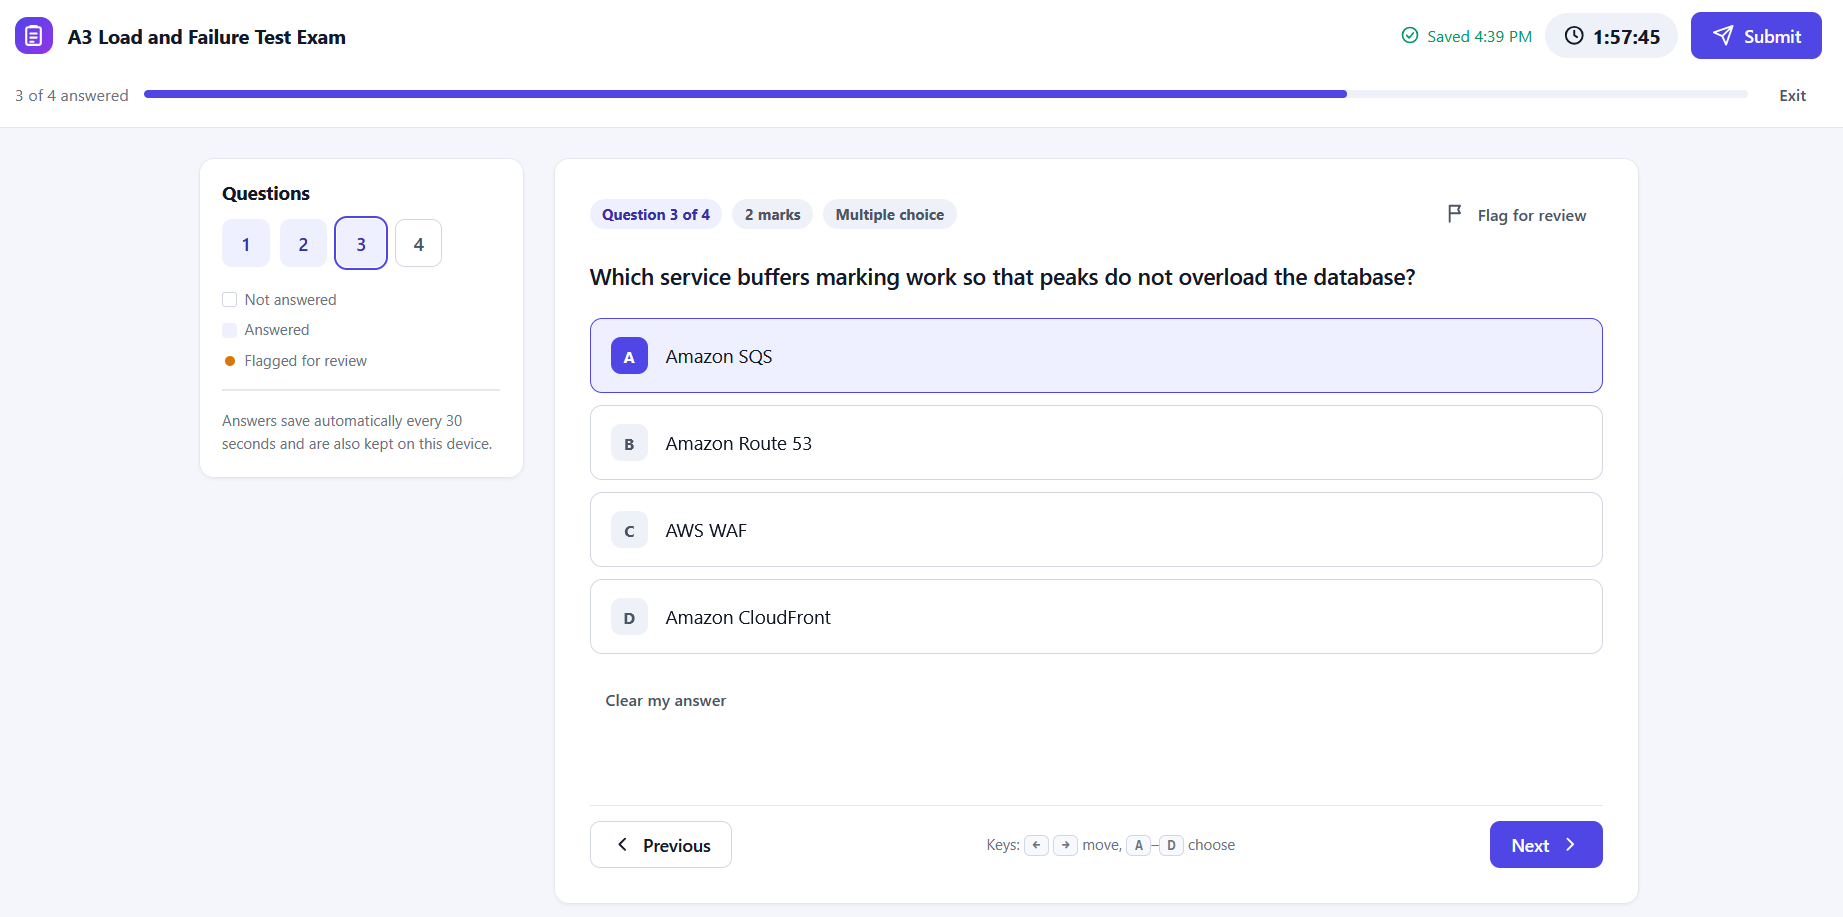 A3 Load and Failure Test Exam
Saved 4:39 PM
1:57:45
Submit
3 of 4 answered
Exit
Questions
1 2 3 4
Not answered
Answered
Flagged for review
Answers save automatically every 30
seconds and are also kept on this device.
Question 3 of 4
2 marks
Multiple choice
Flag for review
Which service buffers marking work so that peaks do not overload the database?
A Amazon SQS
B Amazon Route 53
C AWS WAF
D Amazon CloudFront
Clear my answer
Previous
Keys: ← → move, A–D choose
Next